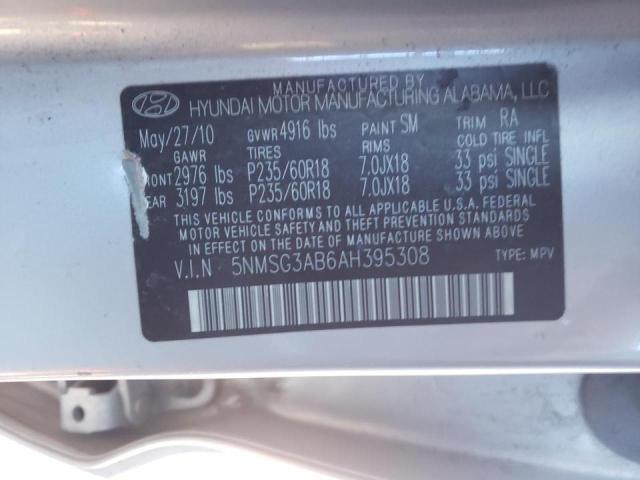 MANUFACTURED BY
HYUNDAI MOTOR MANUFACTURING ALABAMA, LLC
May/27/10 GVWR 4916 lbs PAINT SM TRIM RA
GAWR TIRES RIMS COLD TIRE INFL
RONT 2976 lbs P235/60R18 7.0JX18 33 psi SINGLE
EAR 3197 lbs P235/60R18 7.0JX18 33 psi SINGLE
THIS VEHICLE CONFORMS TO ALL APPLICABLE U.S.A. FEDERAL
MOTOR VEHICLE SAFETY AND THEFT PREVENTION STANDARDS
IN EFFECT ON THE DATE OF MANUFACTURE SHOWN ABOVE.
V.I.N 5NMSG3AB6AH395308 TYPE: MPV